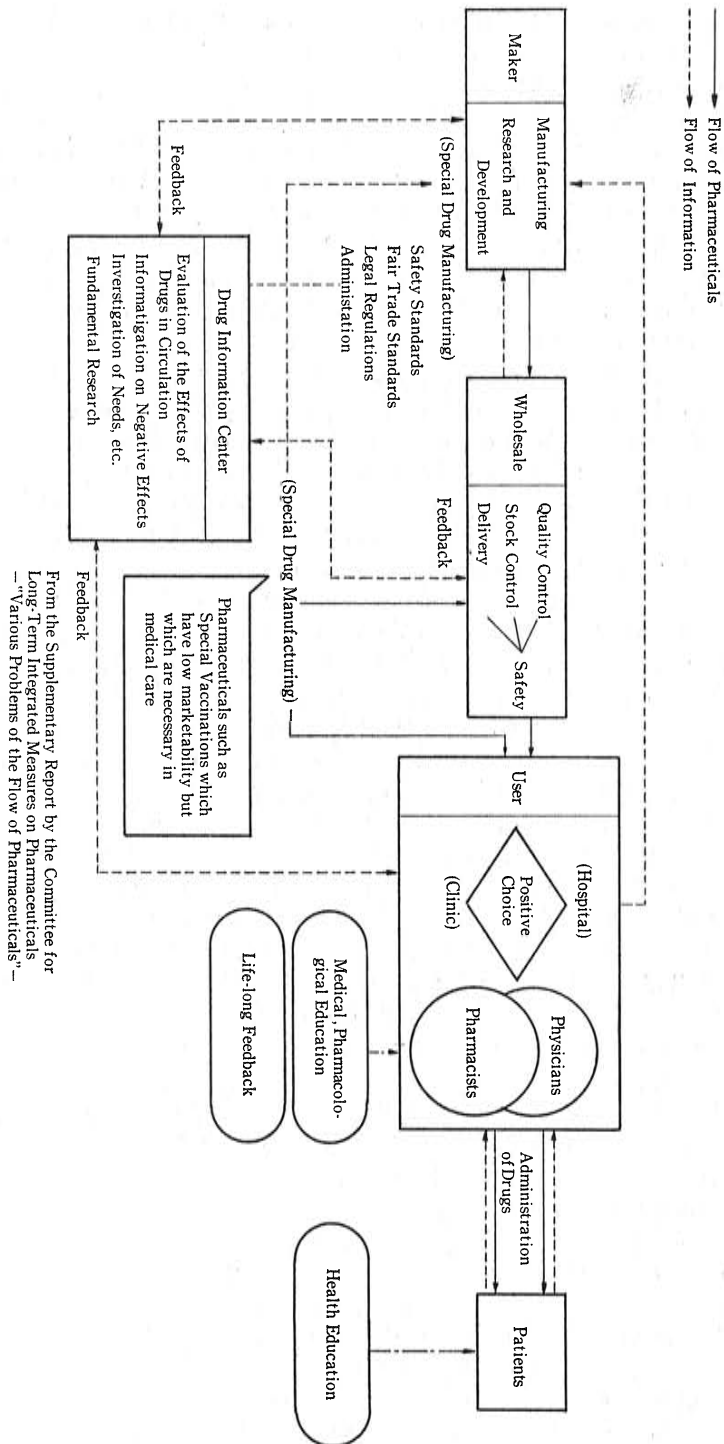 Flow of Pharmaceuticals
Flow of Information
Maker
Manufacturing
Research and
Development
(Special Drug Manufacturing)
Wholesale
Quality Control
Stock Control
Delivery
Safety
User
(Hospital)
Positive
Choice
(Clinic)
Physicians
Pharmacists
Administration
of Drugs
Patients
Feedback
Safety Standards
Fair Trade Standards
Legal Regulations
Administation
Feedback
(Special Drug Manufacturing)
Drug Information Center
Evaluation of the Effects of
Drugs in Circulation
Informatigation on Negative Effects
Inverstigation of Needs, etc.
Fundamental Research
Pharmaceuticals such as
Special Vaccinations which
have low marketability but
which are necessary in
medical care
Feedback
Medical, Pharmacolo-
gical Education
Life-long Feedback
Health Education
From the Supplementary Report by the Committee for
Long-Term Integrated Measures on Pharmaceuticals
—"Various Problems of the Flow of Pharmaceuticals"—